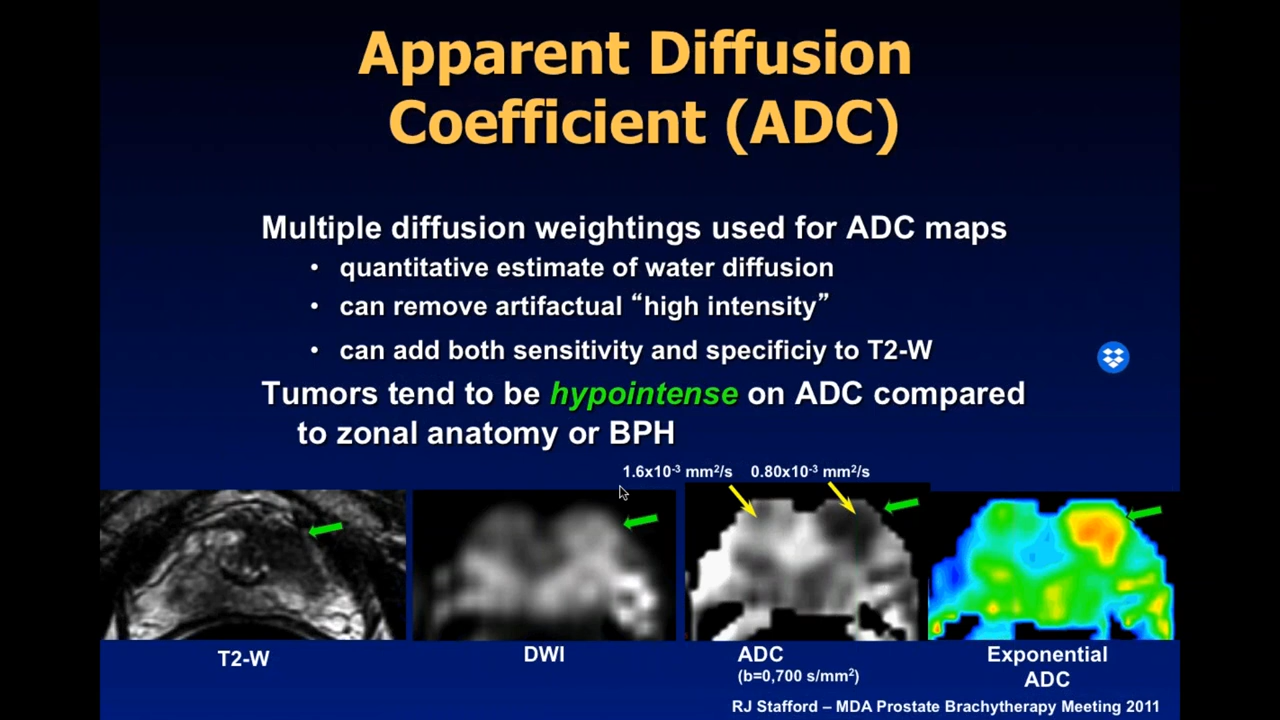 Apparent Diffusion
Coefficient (ADC)
Multiple diffusion weightings used for ADC maps
• quantitative estimate of water diffusion
• can remove artifactual “high intensity”
• can add both sensitivity and specificiy to T2-W
Tumors tend to be hypointense on ADC compared
to zonal anatomy or BPH
1.6x10⁻³ mm²/s 0.80x10⁻³ mm²/s
T2-W
DWI
ADC
(b=0,700 s/mm²)
Exponential
ADC
RJ Stafford – MDA Prostate Brachytherapy Meeting 2011